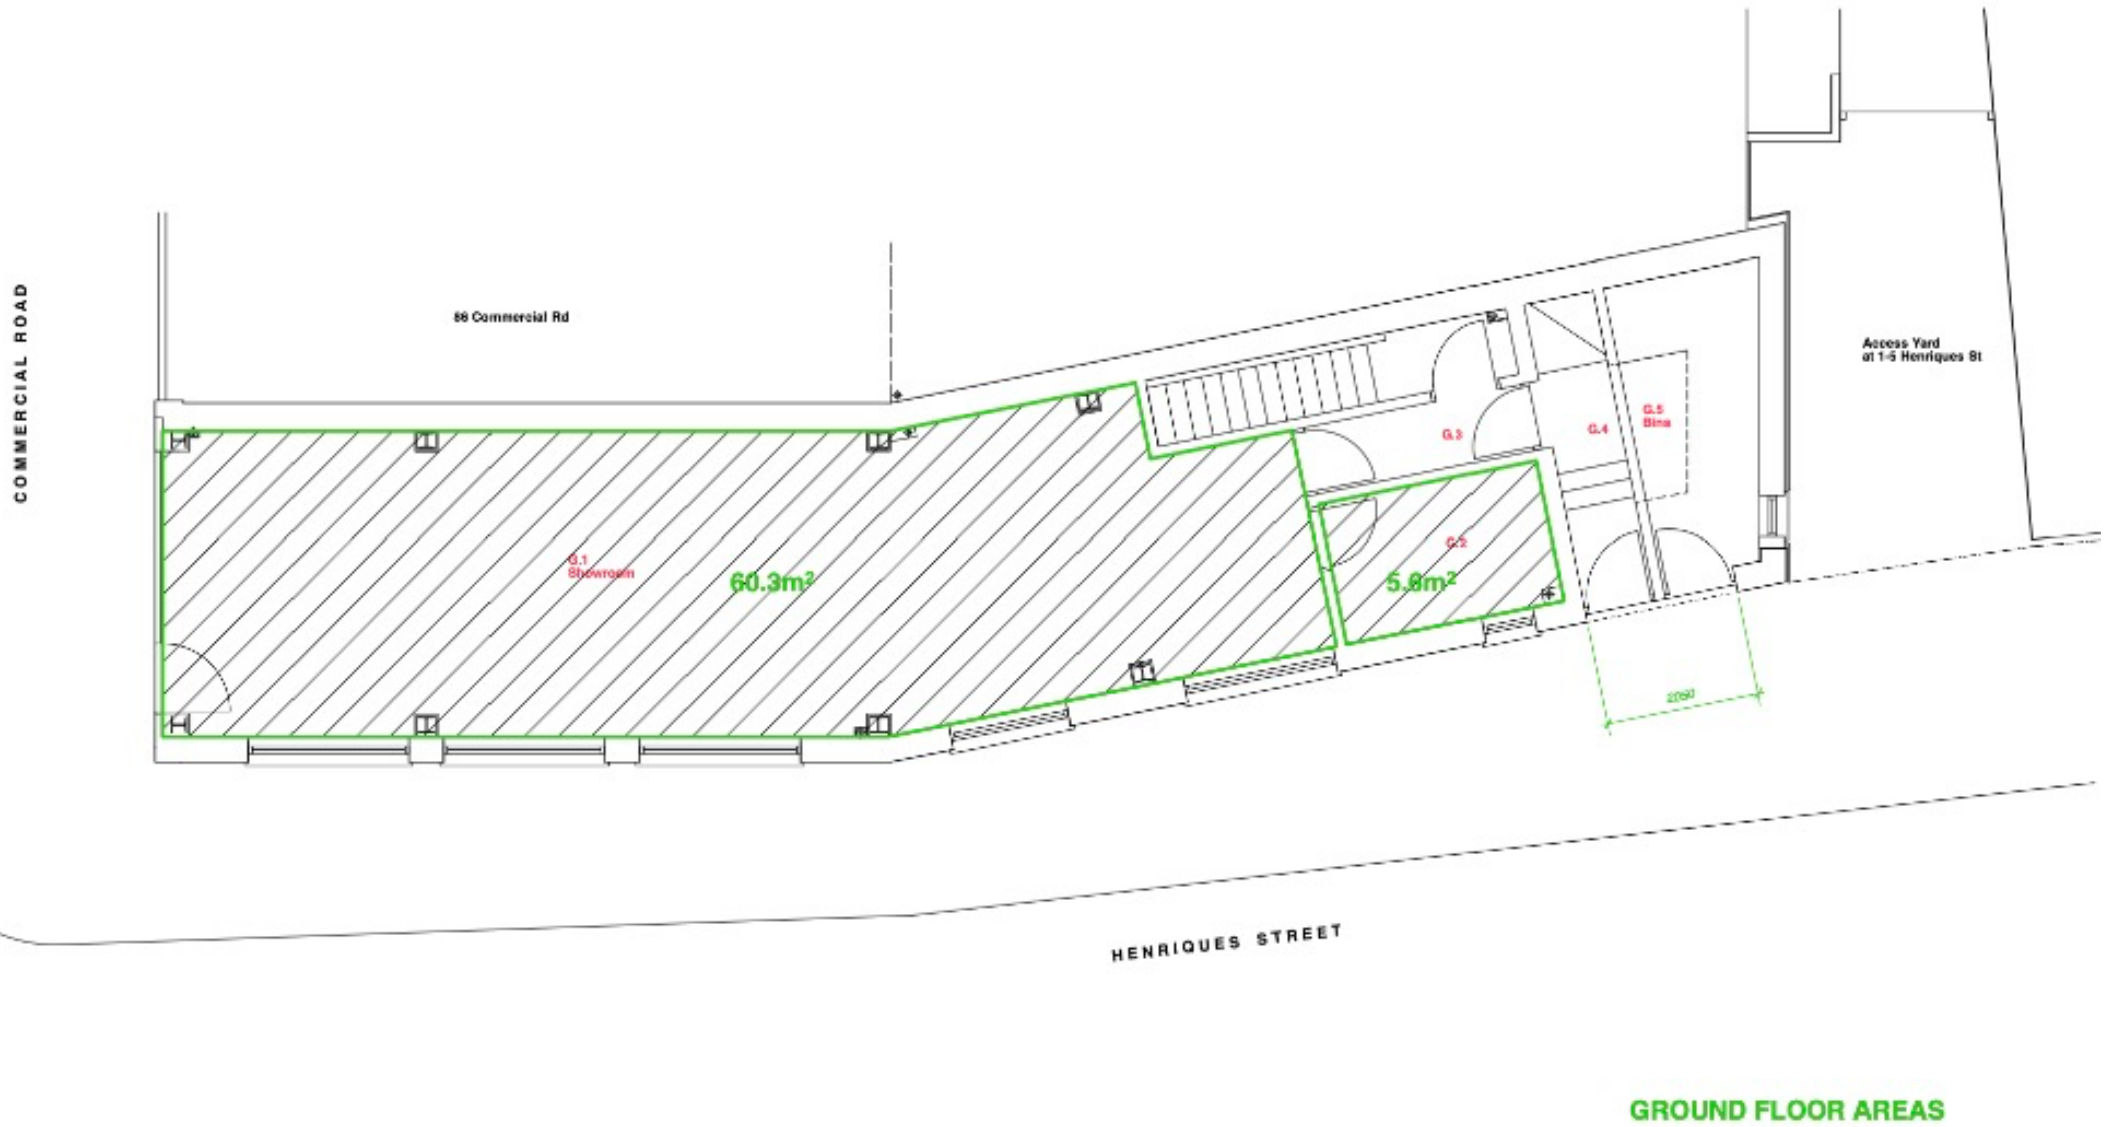 COMMERCIAL ROAD
86 Commercial Rd
Access Yard
at 1-5 Henriques St
G.5
Bins
G.4
G.3
G.2
5.6m²
G.1
Showroom
60.3m²
2050
HENRIQUES STREET
GROUND FLOOR AREAS